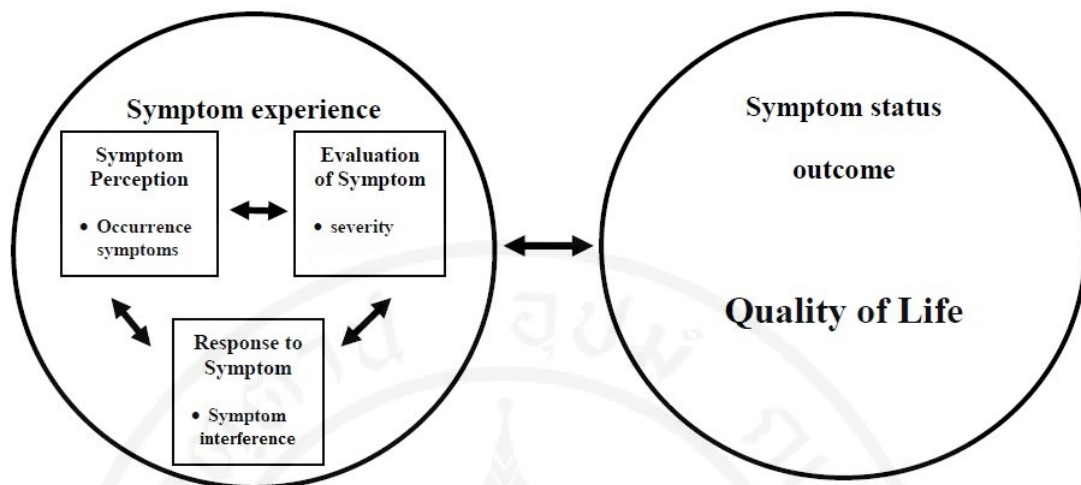 Symptom experience
Symptom
Perception
• Occurrence
symptoms
Evaluation
of Symptom
• severity
Response to
Symptom
• Symptom
interference
Symptom status
outcome
Quality of Life